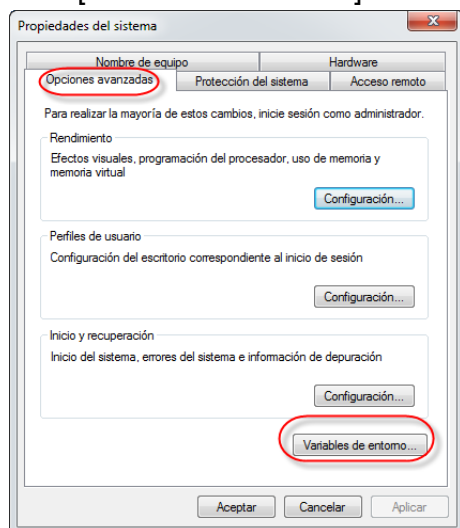 Propiedades del sistema
Nombre de equipo
Hardware
Opciones avanzadas
Protección del sistema
Acceso remoto
Para realizar la mayoría de estos cambios, inicie sesión como administrador.
Rendimiento
Efectos visuales, programación del procesador, uso de memoria y
memoria virtual
Configuración...
Perfiles de usuario
Configuración del escritorio correspondiente al inicio de sesión
Configuración...
Inicio y recuperación
Inicio del sistema, errores del sistema e información de depuración
Configuración...
Variables de entorno...
Aceptar
Cancelar
Aplicar